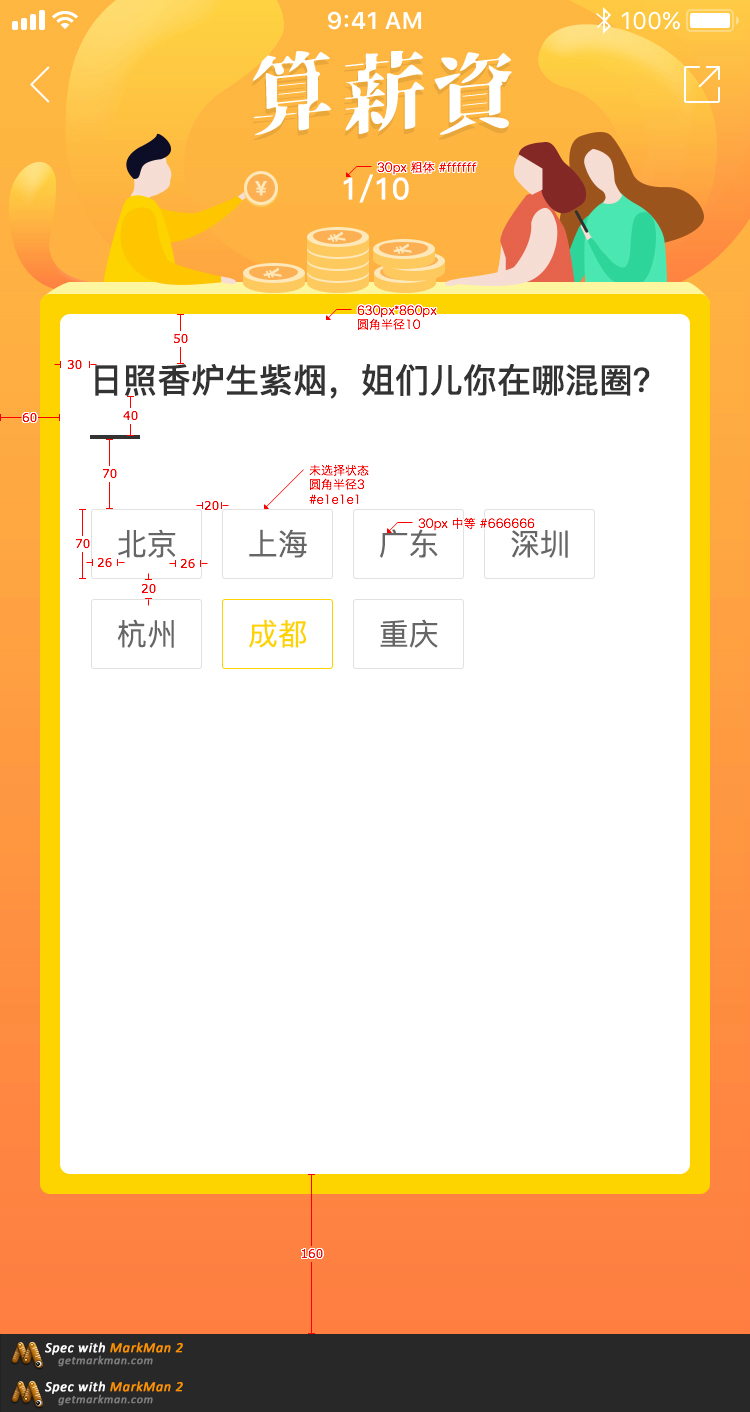 9:41 AM
100%
算薪資
30px 粗体 #ffffff
1/10
630px*860px
圆角半径10
50
30
日照香炉生紫烟，姐们儿你在哪混圈?
40
60
70
未选择状态
圆角半径3
#e1e1e1
20
30px 中等 #666666
70
北京
上海
广东
深圳
26
26
20
杭州
成都
重庆
160
Spec with MarkMan 2
getmarkman.com
Spec with MarkMan 2
getmarkman.com